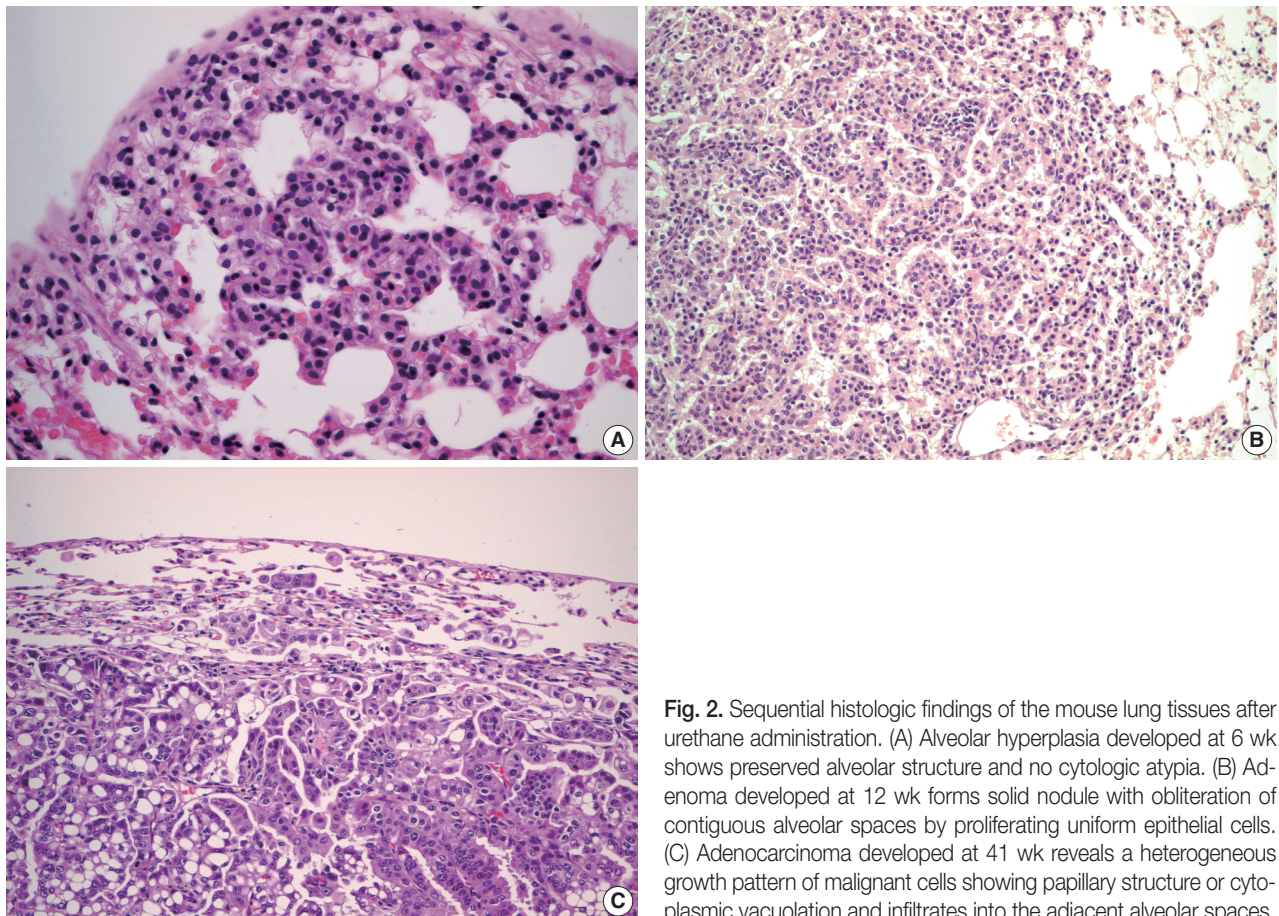 A
B
C
Fig. 2. Sequential histologic findings of the mouse lung tissues after
urethane administration. (A) Alveolar hyperplasia developed at 6 wk
shows preserved alveolar structure and no cytologic atypia. (B) Ad-
enoma developed at 12 wk forms solid nodule with obliteration of
contiguous alveolar spaces by proliferating uniform epithelial cells.
(C) Adenocarcinoma developed at 41 wk reveals a heterogeneous
growth pattern of malignant cells showing papillary structure or cyto-
plasmic vacuolation and infiltrates into the adjacent alveolar spaces.